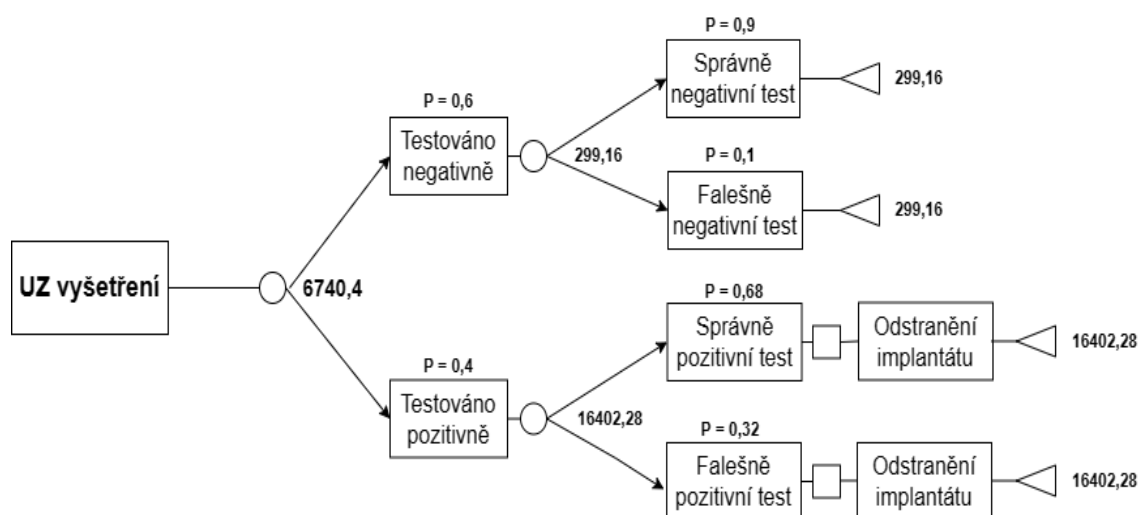 P = 0,9
Správně
negativní test
299,16
P = 0,6
Testováno
negativně
299,16
P = 0,1
Falešně
negativní test
299,16
UZ vyšetření
6740,4
P = 0,68
Správně
pozitivní test
Odstranění
implantátu
16402,28
P = 0,4
Testováno
pozitivně
16402,28
P = 0,32
Falešně
pozitivní test
Odstranění
implantátu
16402,28